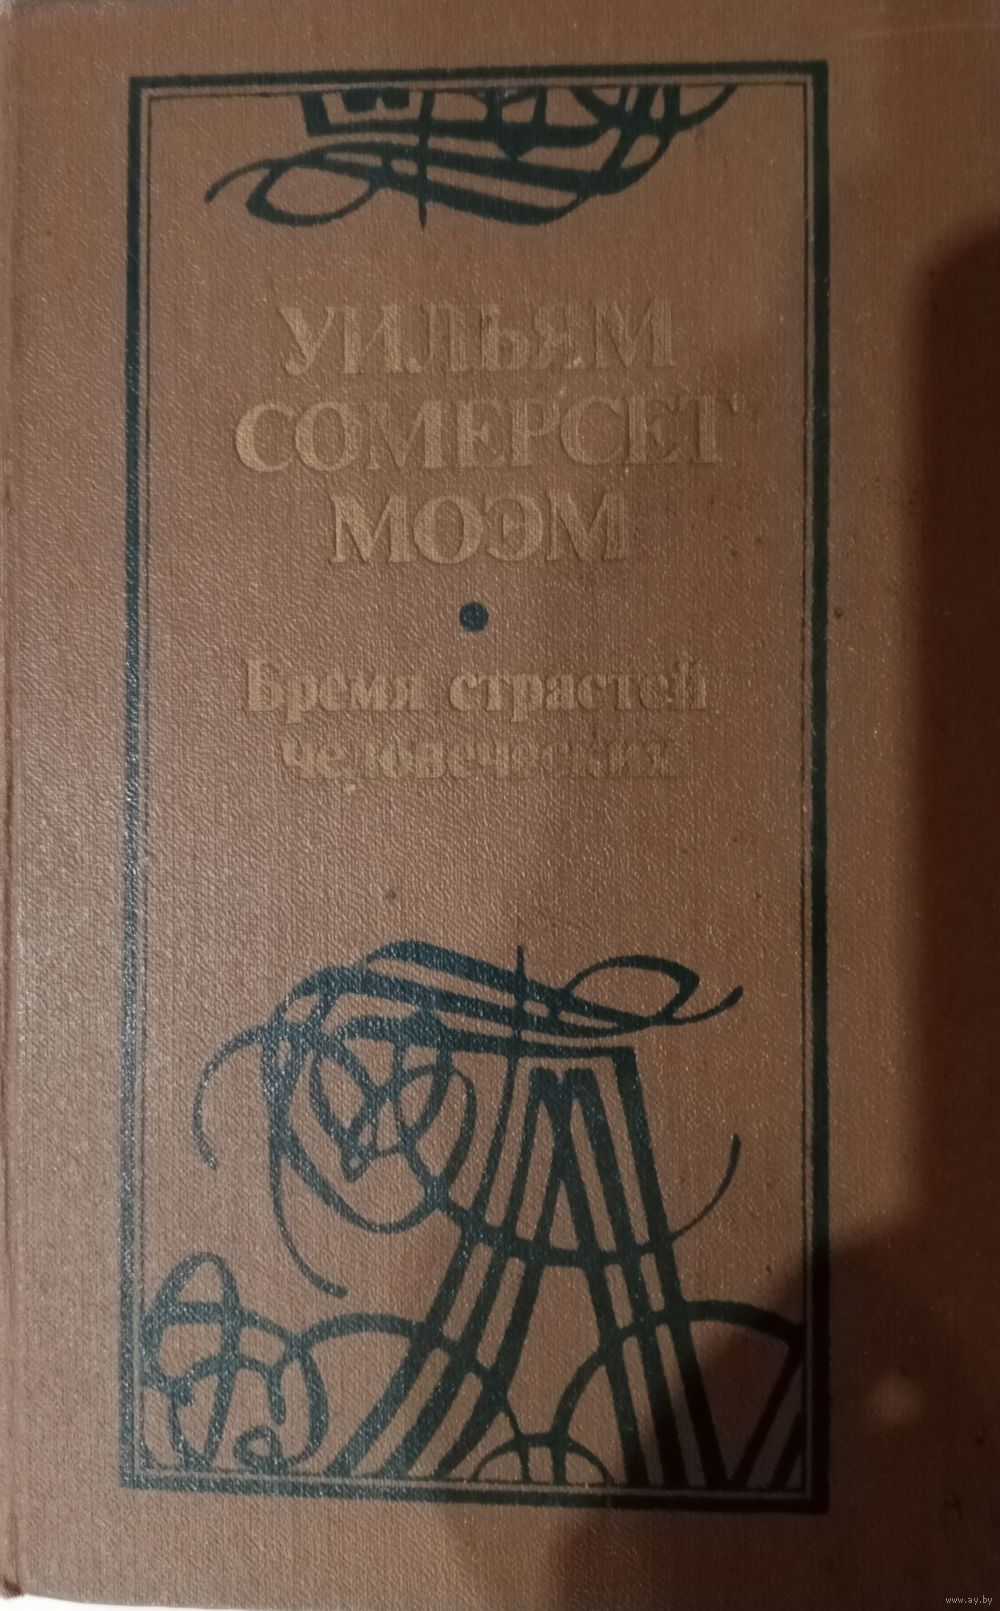 УИЛЬЯМ
СОМЕРСЕТ
МОЭМ
Бремя страстей
человеческих
www.ay.by